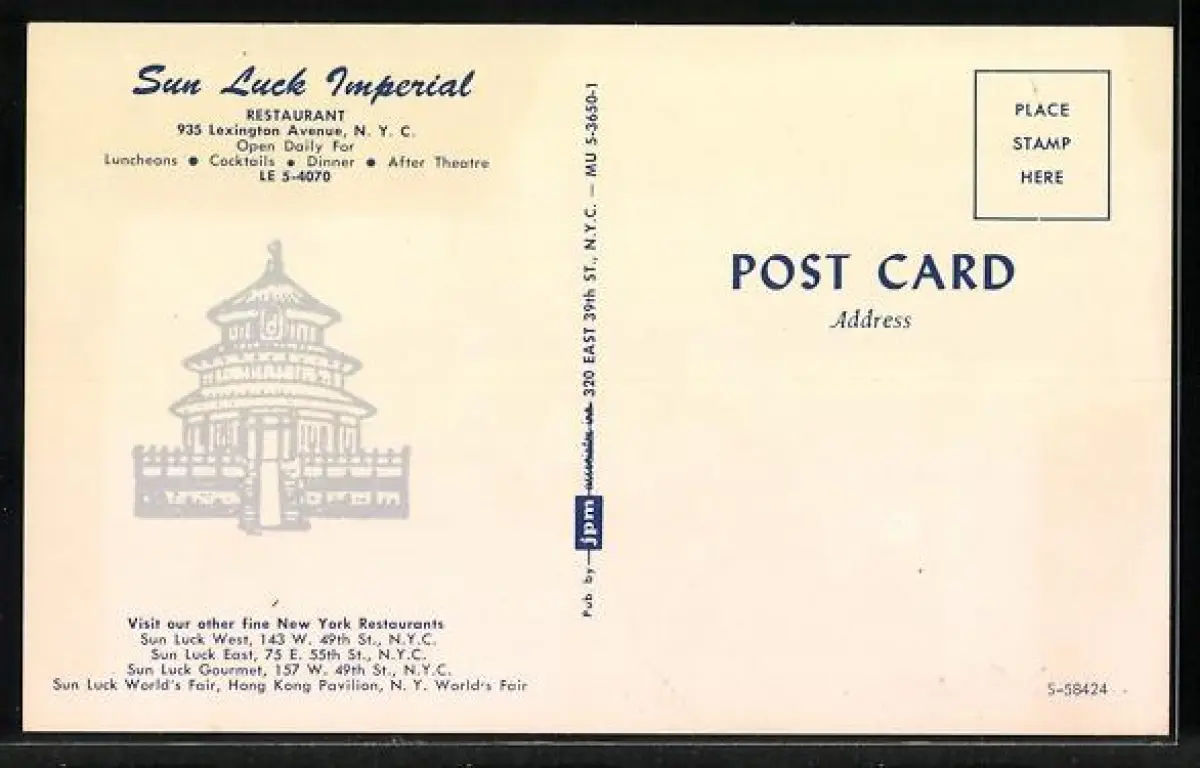 Sun Luck Imperial
RESTAURANT
935 Lexington Avenue, N. Y. C.
Open Daily For
Luncheons ● Cocktails ● Dinner ● After Theatre
LE 5-4070
Visit our other fine New York Restaurants
Sun Luck West, 143 W. 49th St., N.Y.C.
Sun Luck East, 75 E. 55th St., N.Y.C.
Sun Luck Gourmet, 157 W. 49th St., N.Y.C.
Sun Luck World's Fair, Hong Kong Pavilion, N. Y. World's Fair
Pub. by jpm 320 EAST 39th ST., N.Y.C. — MU 5-3650-1
PLACE
STAMP
HERE
POST CARD
Address
S-58424